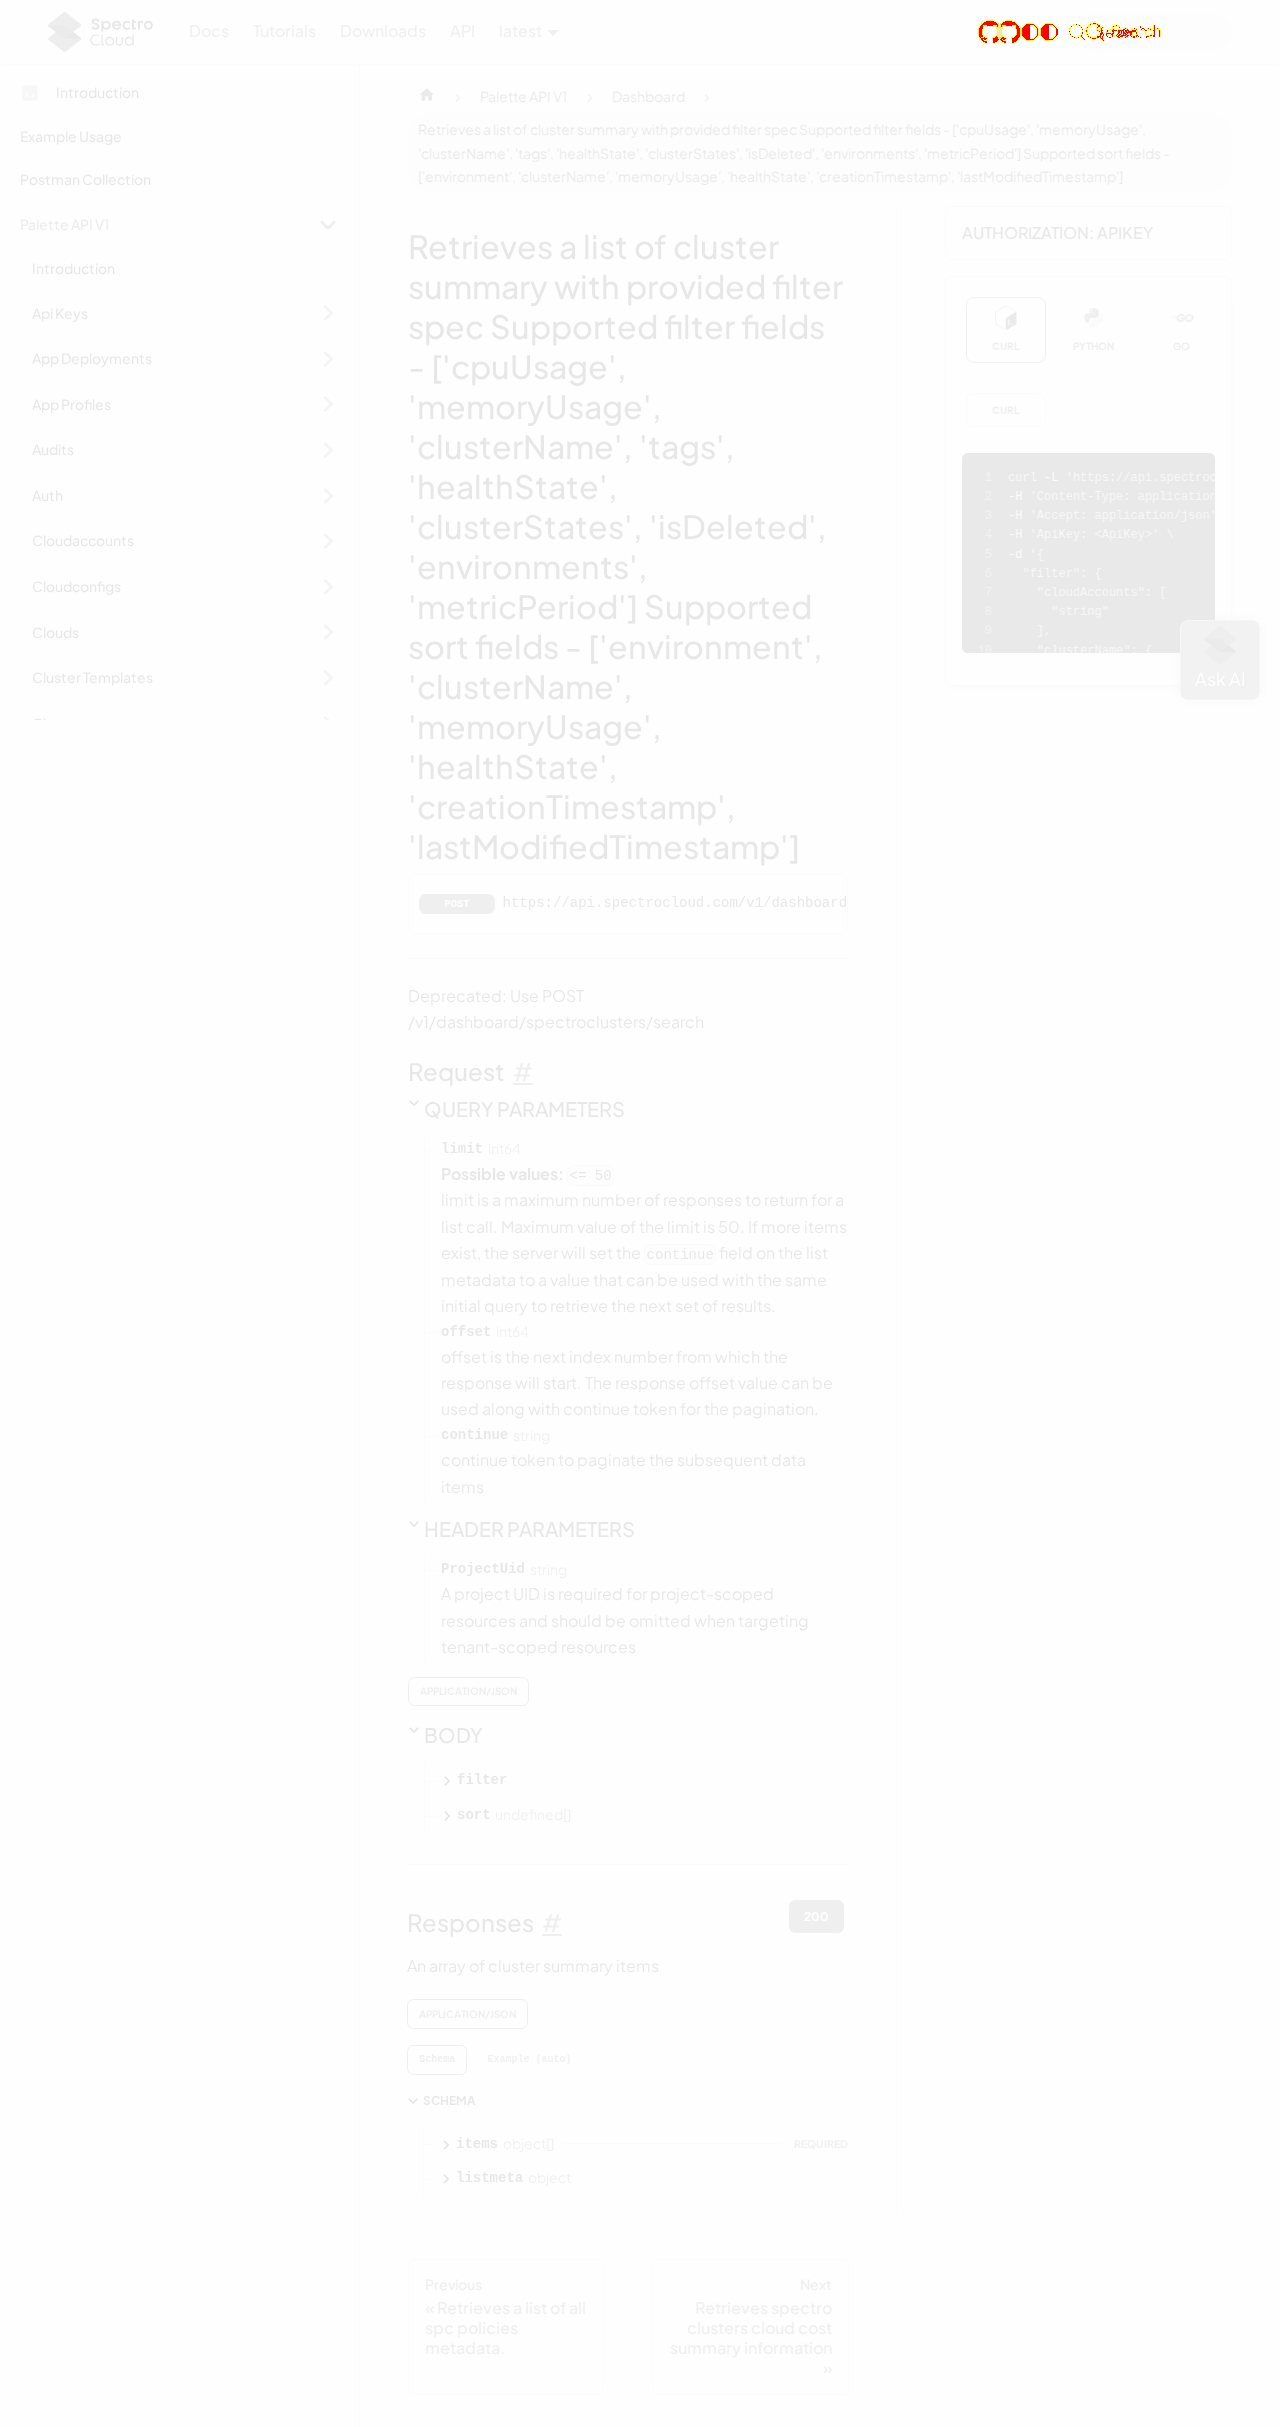 Spectro
Cloud
Docs Tutorials Downloads API latest
Search
Introduction
Example Usage
Postman Collection
Palette API V1
Introduction
Api Keys
App Deployments
App Profiles
Audits
Auth
Cloudaccounts
Cloudconfigs
Clouds
Cluster Templates
Palette API V1 Dashboard
Retrieves a list of cluster summary with provided filter spec Supported filter fields - ['cpuUsage', 'memoryUsage',
'clusterName', 'tags', 'healthState', 'clusterStates', 'isDeleted', 'environments', 'metricPeriod'] Supported sort fields -
['environment', 'clusterName', 'memoryUsage', 'healthState', 'creationTimestamp', 'lastModifiedTimestamp']
Retrieves a list of cluster
summary with provided filter
spec Supported filter fields
- ['cpuUsage',
'memoryUsage',
'clusterName', 'tags',
'healthState',
'clusterStates', 'isDeleted',
'environments',
'metricPeriod'] Supported
sort fields - ['environment',
'clusterName',
'memoryUsage',
'healthState',
'creationTimestamp',
'lastModifiedTimestamp']
POST https://api.spectrocloud.com/v1/dashboard
Deprecated: Use POST
/v1/dashboard/spectroclusters/search
Request #
QUERY PARAMETERS
limit int64
Possible values: <= 50
limit is a maximum number of responses to return for a
list call. Maximum value of the limit is 50. If more items
exist, the server will set the continue field on the list
metadata to a value that can be used with the same
initial query to retrieve the next set of results.
offset int64
offset is the next index number from which the
response will start. The response offset value can be
used along with continue token for the pagination.
continue string
continue token to paginate the subsequent data
items
HEADER PARAMETERS
ProjectUid string
A project UID is required for project-scoped
resources and should be omitted when targeting
tenant-scoped resources
APPLICATION/JSON
BODY
filter
sort undefined[]
Responses #
200
An array of cluster summary items
APPLICATION/JSON
Schema Example (auto)
SCHEMA
items object[] REQUIRED
listmeta object
Previous
« Retrieves a list of all
spc policies
metadata.
Next
Retrieves spectro
clusters cloud cost
summary information
»
AUTHORIZATION: APIKEY
CURL PYTHON GO
GO
CURL
1 curl -L 'https://api.spectroc
2 -H 'Content-Type: application
3 -H 'Accept: application/json'
4 -H 'ApiKey: <ApiKey>' \
5 -d '{
6 "filter": {
7 "cloudAccounts": [
8 "string"
9 ],
10 "clusterName": {
Ask AI